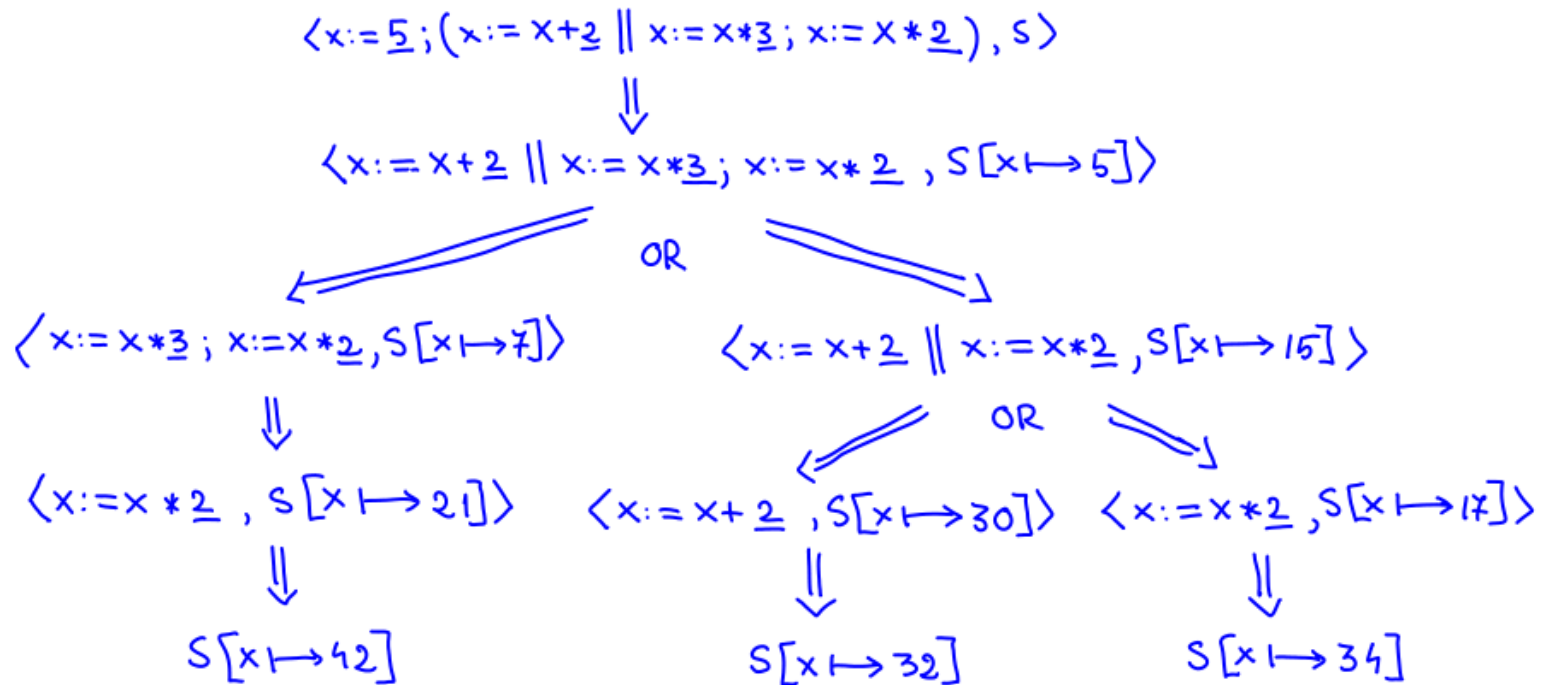 ⟨x:=5;(x:= x+2 || x:= x*3; x:= x*2), s⟩
⇓
⟨x:= x+2 || x:= x*3; x:= x*2, S[x↦5]⟩
OR
⟨x:= x*3; x:=x*2, S[x↦7]⟩ ⟨x:= x+2 || x:=x*2, S[x↦15]⟩
⇓ OR
⟨x:=x*2, S[x↦21]⟩ ⟨x:= x+2, S[x↦30]⟩ ⟨x:=x*2, S[x↦17]⟩
⇓ ⇓ ⇓
S[x↦42] S[x↦32] S[x↦34]